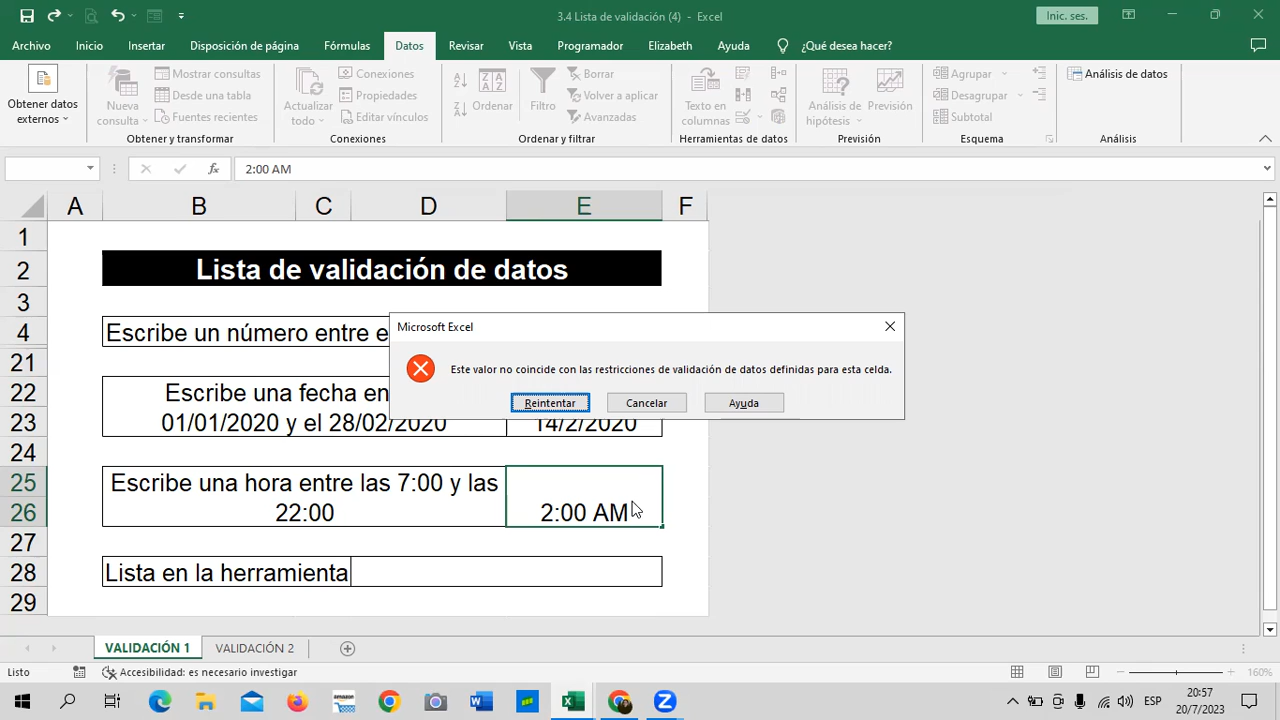 3.4 Lista de validación (4) - Excel
Inic. ses.
Archivo Inicio Insertar Disposición de página Fórmulas Datos Revisar Vista Programador Elizabeth Ayuda ¿Qué desea hacer?
Obtener datos
externos
Nueva
consulta
Mostrar consultas
Desde una tabla
Fuentes recientes
Obtener y transformar
Actualizar
todo
Conexiones
Propiedades
Editar vínculos
Conexiones
Ordenar
Filtro
Borrar
Volver a aplicar
Avanzadas
Ordenar y filtrar
Texto en
columnas
Herramientas de datos
Análisis de
hipótesis
Previsión
Previsión
Agrupar
Desagrupar
Subtotal
Esquema
Análisis de datos
Análisis
fx 2:00 AM
A B C D E F
1
2 Lista de validación de datos
3
4 Escribe un número entre e
21
22 Escribe una fecha en
23 01/01/2020 y el 28/02/2020 14/2/2020
24
25 Escribe una hora entre las 7:00 y las
26 22:00 2:00 AM
27
28 Lista en la herramienta
29
Microsoft Excel
Este valor no coincide con las restricciones de validación de datos definidas para esta celda.
Reintentar Cancelar Ayuda
VALIDACIÓN 1 VALIDACIÓN 2
Listo Accesibilidad: es necesario investigar 160%
ESP
20:57
20/7/2023